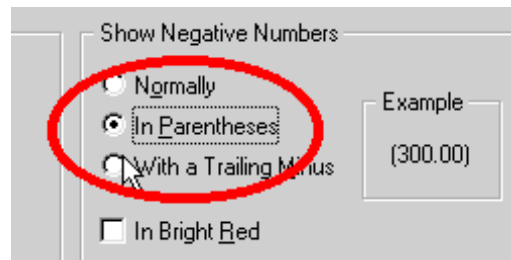 Show Negative Numbers
Normally
In Parentheses
With a Trailing Minus
In Bright Red
Example
(300.00)